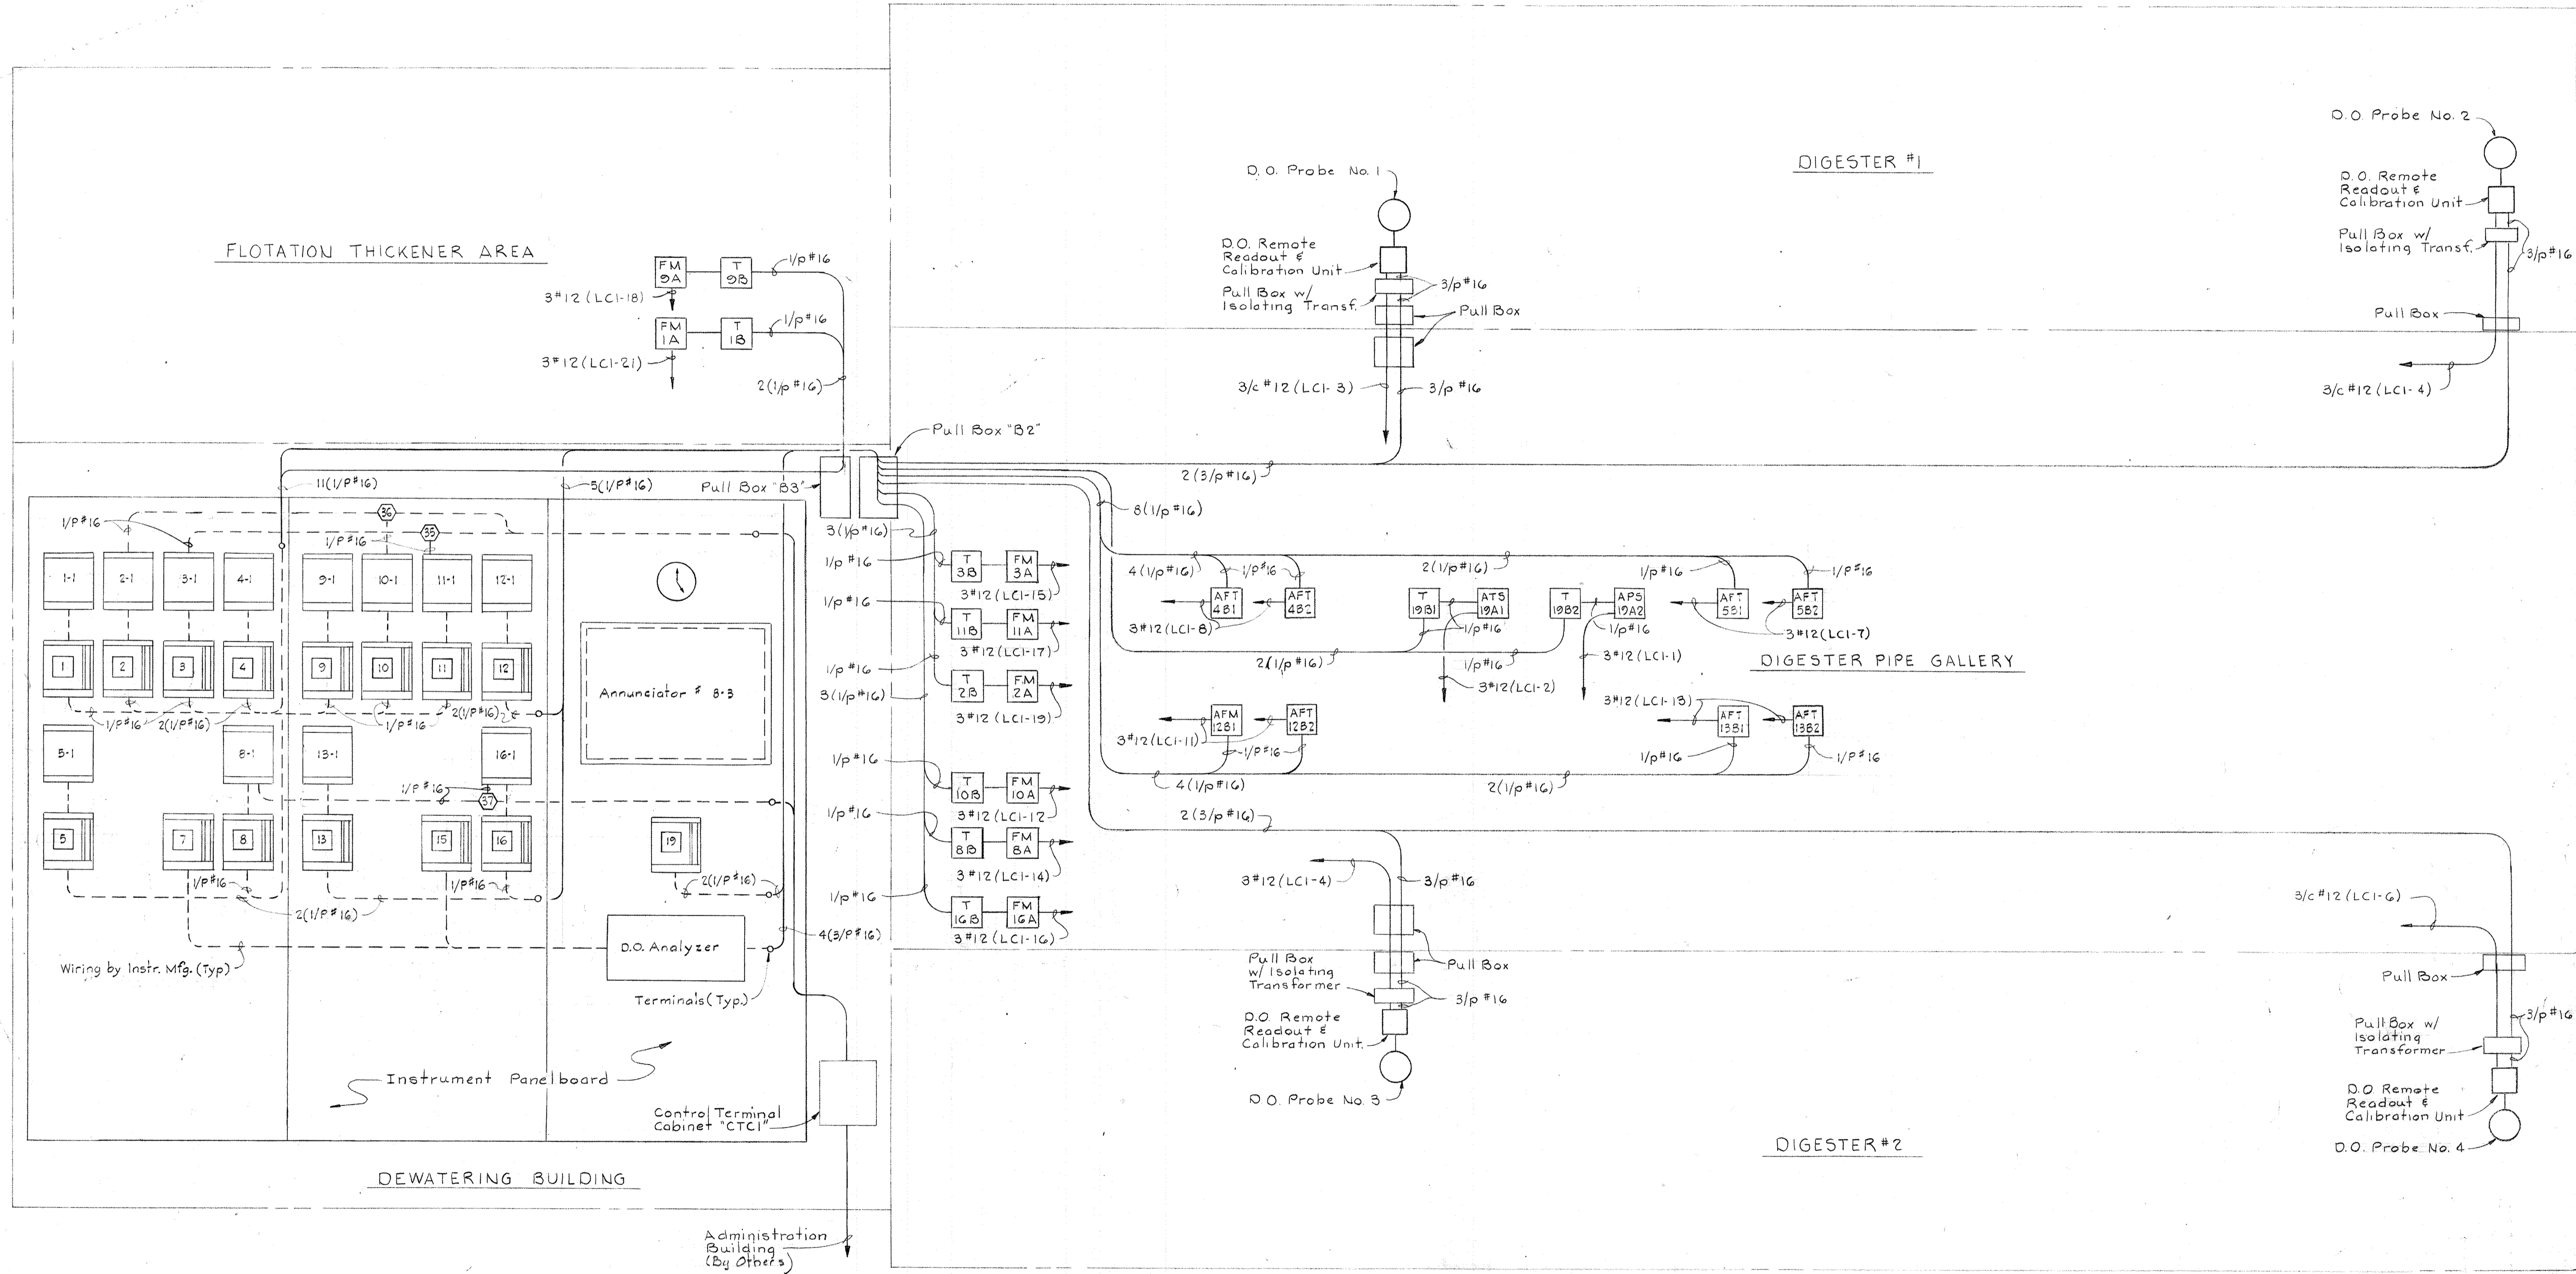 FLOTATION THICKENER AREA
FM
9A
T
9B
1/p#16
3#12(LC1-18)
FM
1A
T
1B
1/p#16
3#12(LC1-21)
2(1/p#16)
DIGESTER #1
D.O. Probe No. 1
D.O. Remote
Readout &
Calibration Unit
Pull Box w/
Isolating Transf.
3/p#16
Pull Box
3/c#12(LC1-3)
3/p#16
D.O. Probe No. 2
D.O. Remote
Readout &
Calibration Unit
Pull Box w/
Isolating Transf.
3/p#16
Pull Box
3/c#12(LC1-4)
Pull Box "B2"
Pull Box "B3"
2(3/p#16)
8(1/p#16)
11(1/P#16)
5(1/P#16)
1/P#16
36
1/P#16
35
1-1
2-1
3-1
4-1
9-1
10-1
11-1
12-1
1
2
3
4
9
10
11
12
1/P#16
2(1/P#16)
1/P#16
2(1/P#16)
5-1
8-1
13-1
16-1
1/P#16
37
5
7
8
13
15
16
19
1/P#16
1/P#16
2(1/P#16)
2(1/P#16)
Annunciator # 8-3
D.O. Analyzer
4(3/P#16)
Wiring by Instr. Mfg. (Typ)
Terminals (Typ.)
Instrument Panelboard
Control Terminal
Cabinet "CTC1"
DEWATERING BUILDING
Administration
Building
(By Others)
3(1/p#16)
1/p#16
T
3B
FM
3A
3#12(LC1-15)
1/p#16
T
11B
FM
11A
3#12(LC1-17)
1/p#16
T
2B
FM
2A
3(1/p#16)
3#12(LC1-19)
1/p#16
T
10B
FM
10A
3#12(LC1-12
1/p#16
T
8B
FM
8A
3#12(LC1-14)
1/p#16
T
16B
FM
16A
3#12(LC1-16)
4(1/p#16)
1/p#16
2(1/p#16)
1/p#16
1/p#16
AFT
4B1
AFT
4B2
T
19B1
ATS
19A1
T
19B2
APS
19A2
AFT
5B1
AFT
5B2
3#12(LC1-8)
1/p#16
1/p#16
3#12(LC1-7)
2(1/p#16)
1/p#16
3#12(LC1-1)
3#12(LC1-2)
DIGESTER PIPE GALLERY
AFM
12B1
AFT
12B2
3#12(LC1-13)
AFT
13B1
AFT
13B2
3#12(LC1-11)
1/P#16
1/p#16
1/P#16
4(1/p#16)
2(1/p#16)
2(3/p#16)
3#12(LC1-4)
3/p#16
Pull Box
w/ Isolating
Transformer
Pull Box
3/p#16
D.O. Remote
Readout &
Calibration Unit.
D.O. Probe No. 3
3/c#12(LC1-6)
Pull Box
3/p#16
Pull Box w/
Isolating
Transformer
D.O. Remote
Readout &
Calibration Unit
D.O. Probe No. 4
DIGESTER #2